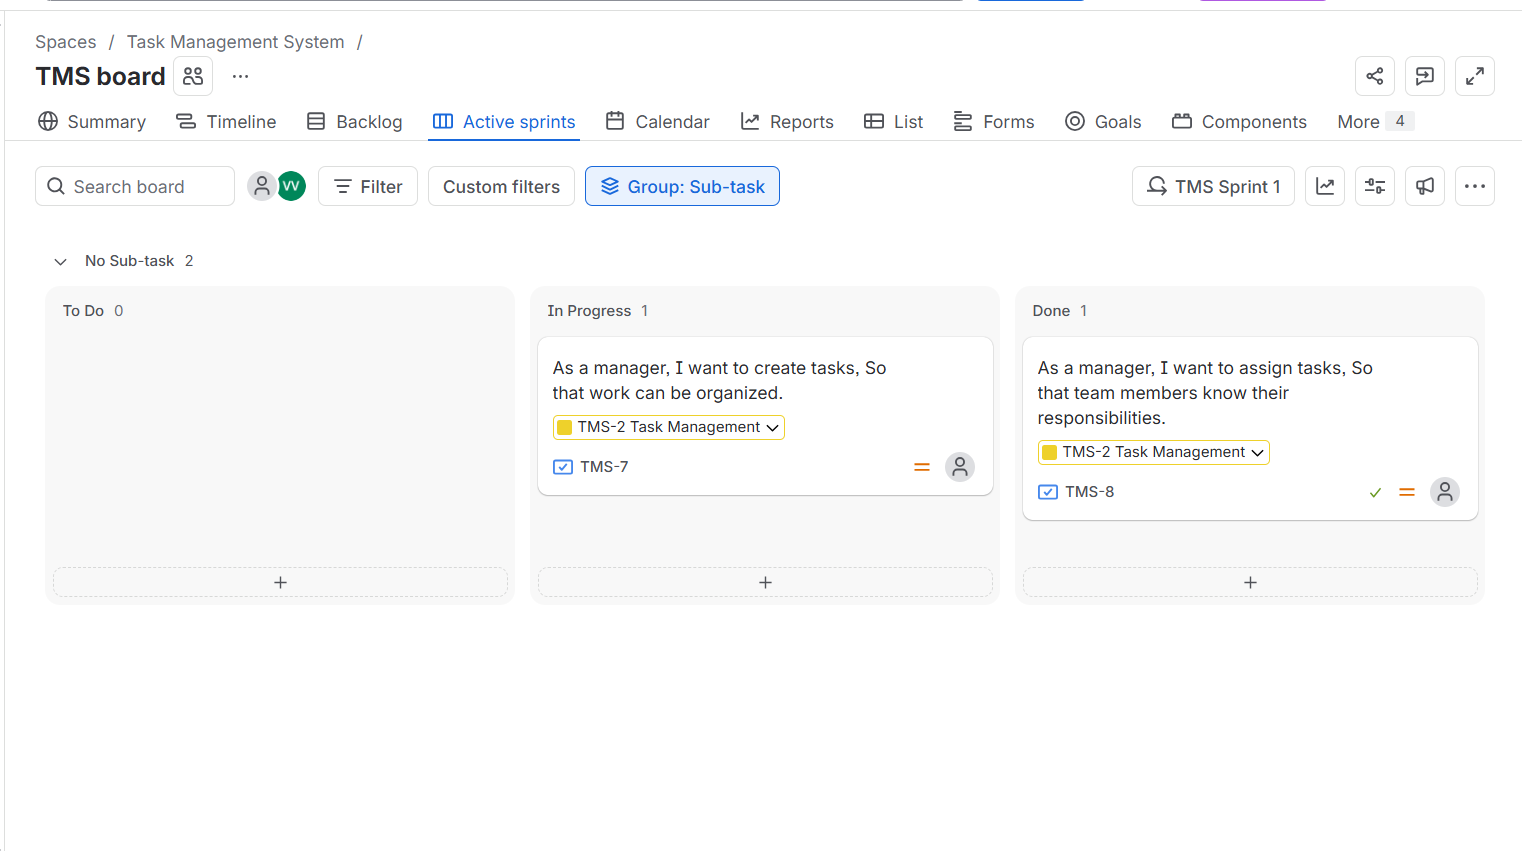 Spaces / Task Management System /
TMS board
Summary Timeline Backlog Active sprints Calendar Reports List Forms Goals Components More 4
Search board VV Filter Custom filters Group: Sub-task TMS Sprint 1
No Sub-task 2
To Do 0
In Progress 1
As a manager, I want to create tasks, So
that work can be organized.
TMS-2 Task Management
TMS-7
Done 1
As a manager, I want to assign tasks, So
that team members know their
responsibilities.
TMS-2 Task Management
TMS-8